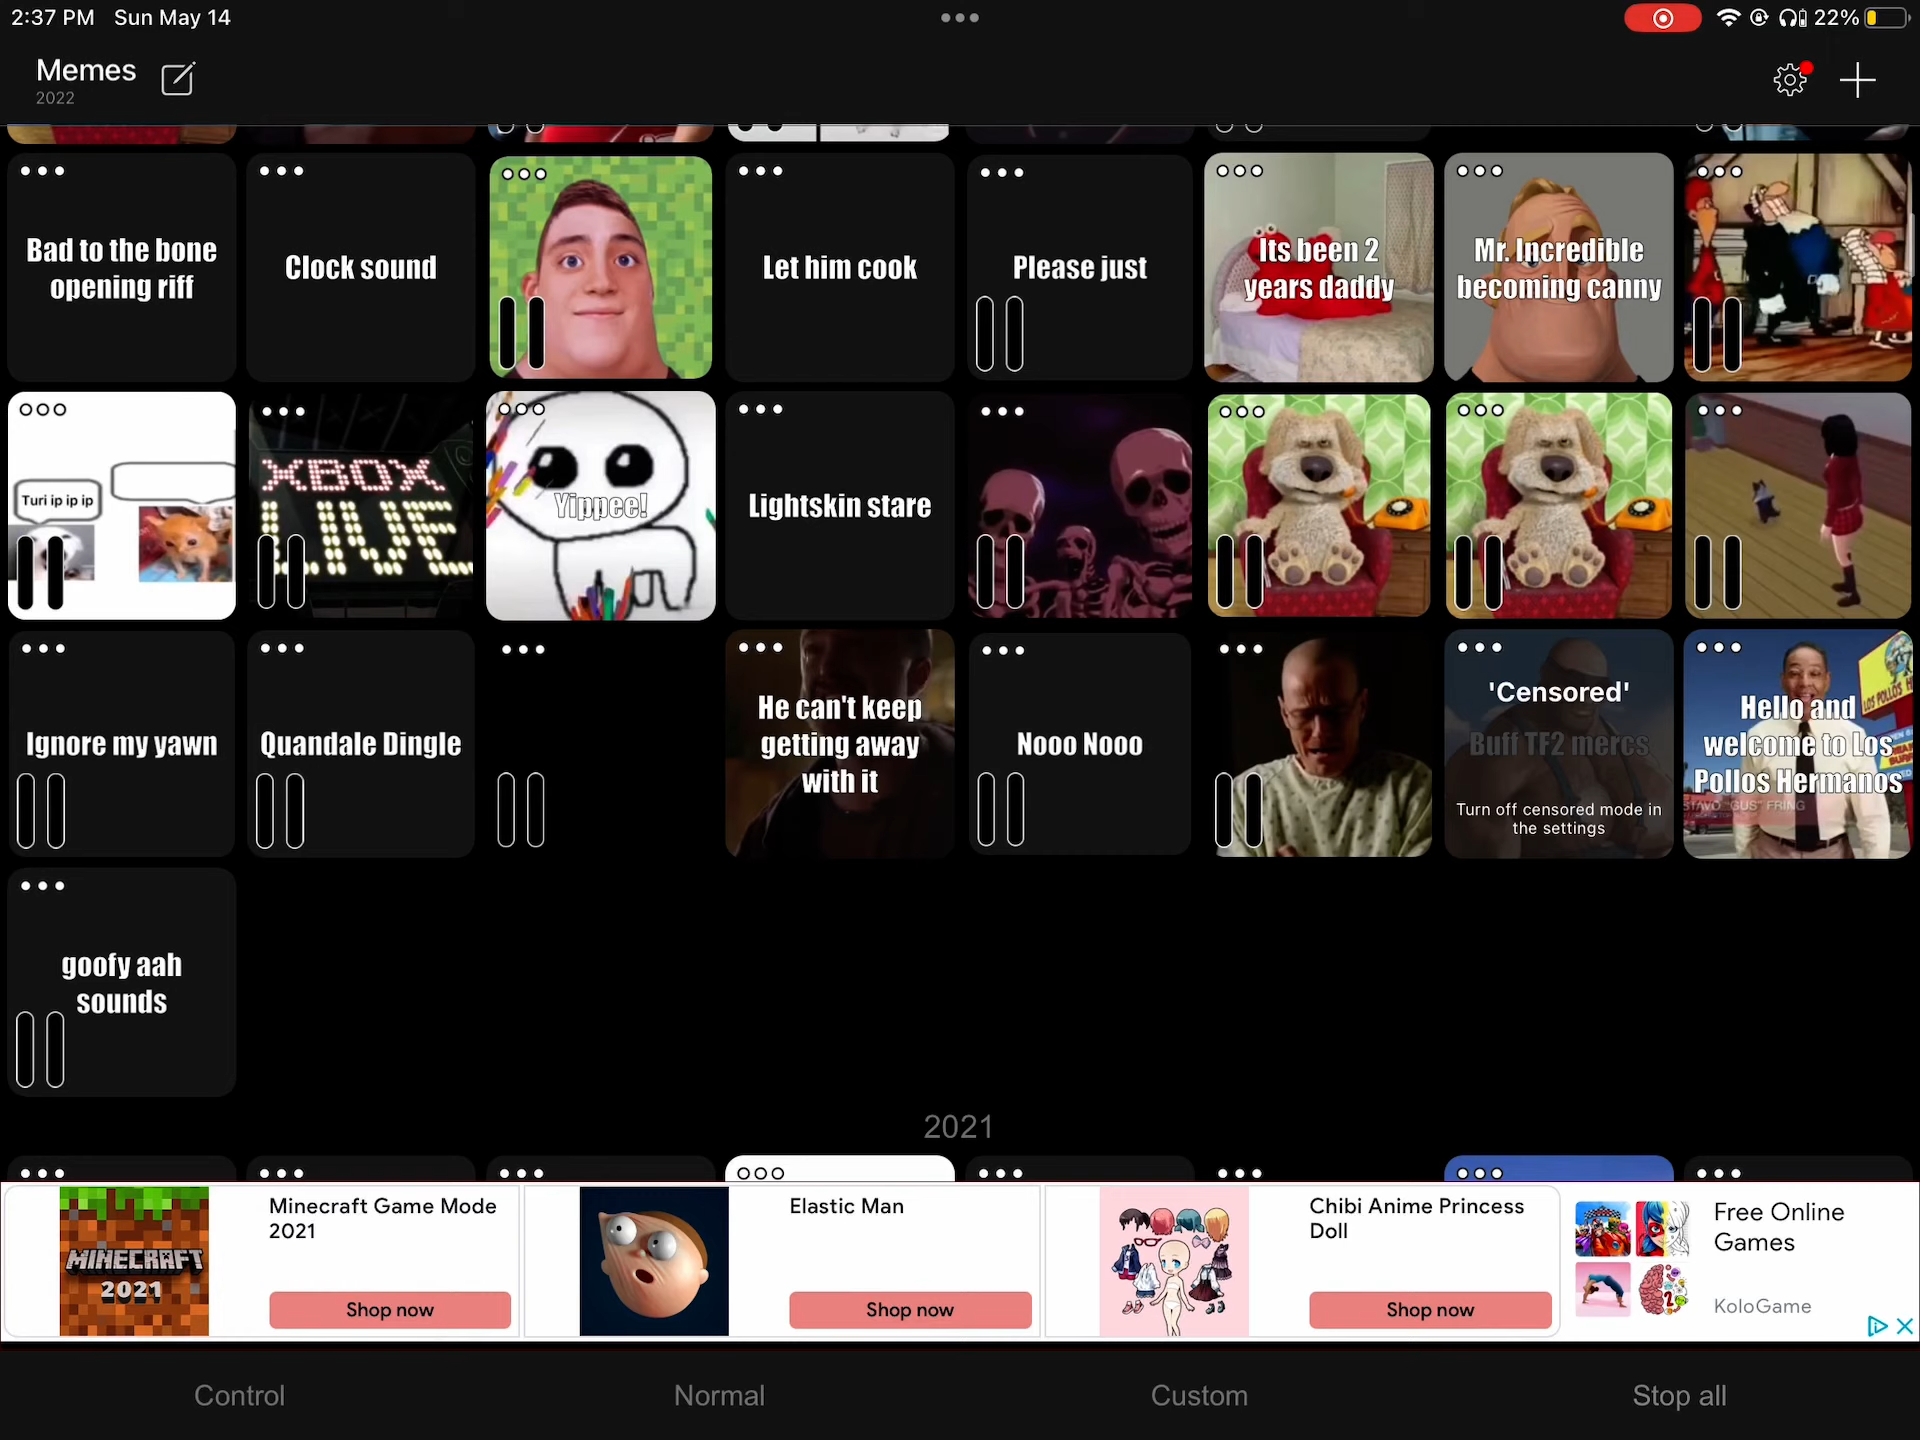 2:37 PM Sun May 14
22%
Memes
2022
Bad to the bone
opening riff
Clock sound
Let him cook
Please just
Its been 2
years daddy
Mr. Incredible
becoming canny
Turi ip ip ip
XBOX
LIVE
Yippee!
Lightskin stare
Ignore my yawn
Quandale Dingle
He can't keep
getting away
with it
Nooo Nooo
'Censored'
Buff TF2 mercs
Turn off censored mode in
the settings
Hello and
welcome to Los
Pollos Hermanos
"GUS" FRING
goofy aah
sounds
2021
MINECRAFT
2021
Minecraft Game Mode
2021
Shop now
Elastic Man
Shop now
Chibi Anime Princess
Doll
Shop now
Free Online
Games
KoloGame
Control
Normal
Custom
Stop all